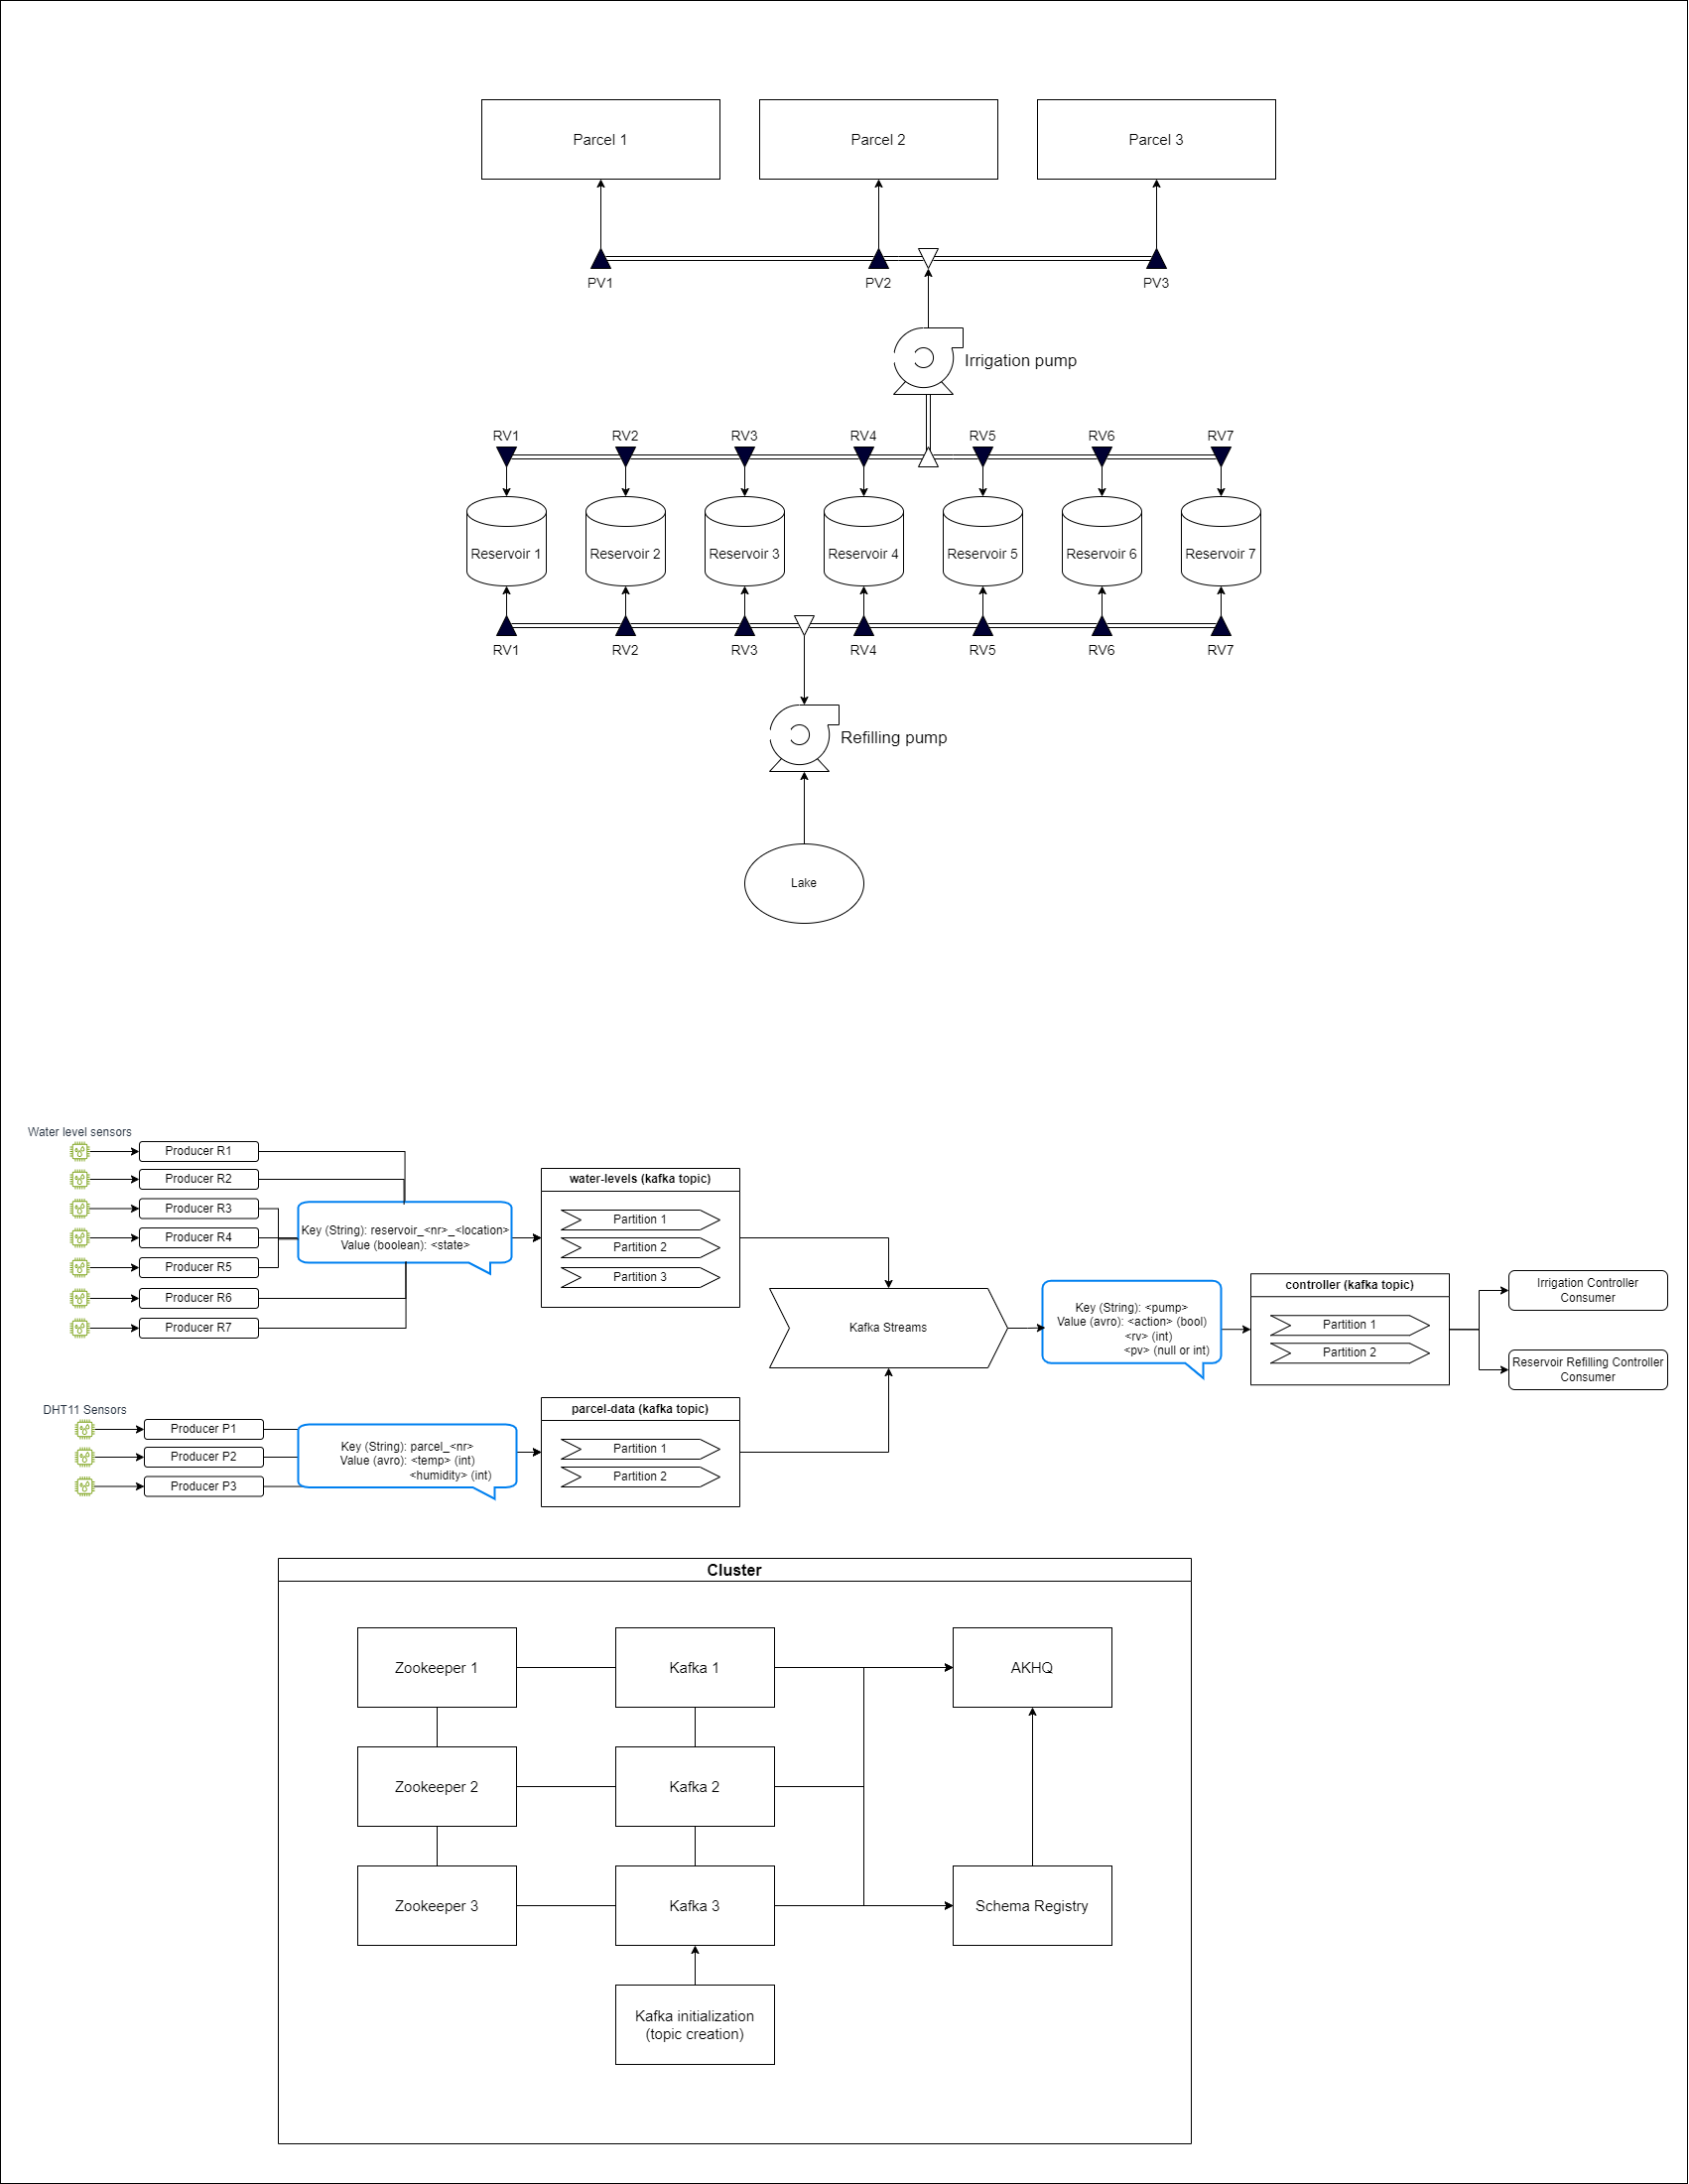 Parcel 1
Parcel 2
Parcel 3
PV1
PV2
PV3
Irrigation pump
RV1
RV2
RV3
RV4
RV5
RV6
RV7
Reservoir 1
Reservoir 2
Reservoir 3
Reservoir 4
Reservoir 5
Reservoir 6
Reservoir 7
RV1
RV2
RV3
RV4
RV5
RV6
RV7
Refilling pump
Lake
Water level sensors
Producer R1
Producer R2
Producer R3
Producer R4
Producer R5
Producer R6
Producer R7
Key (String): reservoir_<nr>_<location>
Value (boolean): <state>
water-levels (kafka topic)
Partition 1
Partition 2
Partition 3
Kafka Streams
Key (String): <pump>
Value (avro): <action> (bool)
<rv> (int)
<pv> (null or int)
controller (kafka topic)
Partition 1
Partition 2
Irrigation Controller
Consumer
Reservoir Refilling Controller
Consumer
DHT11 Sensors
Producer P1
Producer P2
Producer P3
Key (String): parcel_<nr>
Value (avro): <temp> (int)
<humidity> (int)
parcel-data (kafka topic)
Partition 1
Partition 2
Cluster
Zookeeper 1
Kafka 1
AKHQ
Zookeeper 2
Kafka 2
Zookeeper 3
Kafka 3
Schema Registry
Kafka initialization
(topic creation)